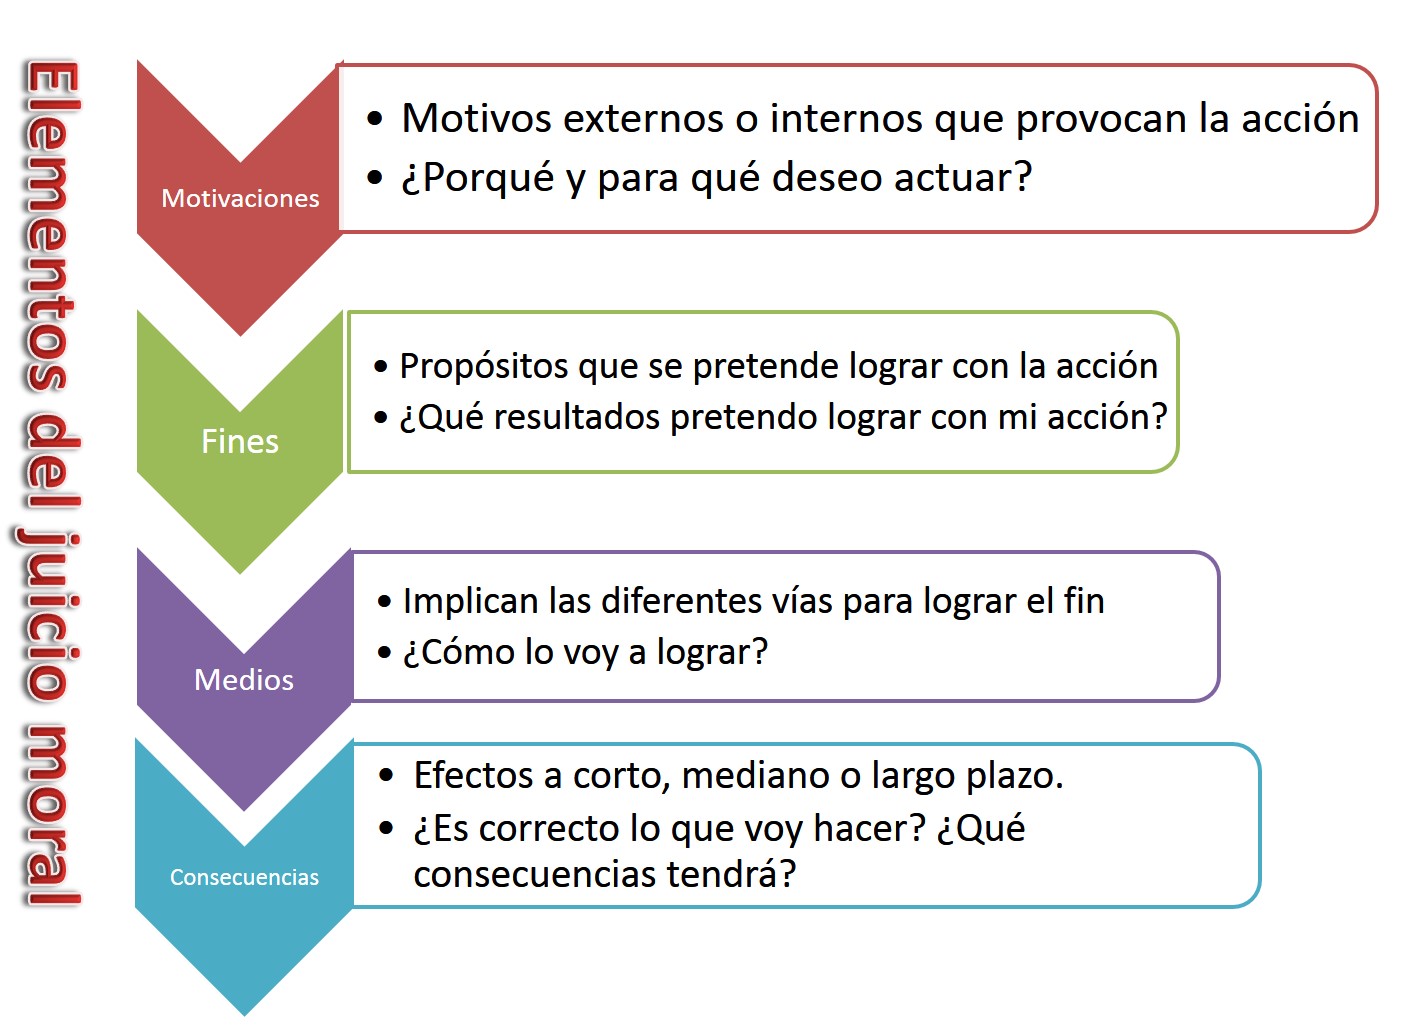 Elementos del juicio moral
Motivaciones
• Motivos externos o internos que provocan la acción
• ¿Porqué y para qué deseo actuar?
Fines
• Propósitos que se pretende lograr con la acción
• ¿Qué resultados pretendo lograr con mi acción?
Medios
• Implican las diferentes vías para lograr el fin
• ¿Cómo lo voy a lograr?
Consecuencias
• Efectos a corto, mediano o largo plazo.
• ¿Es correcto lo que voy hacer? ¿Qué
consecuencias tendrá?